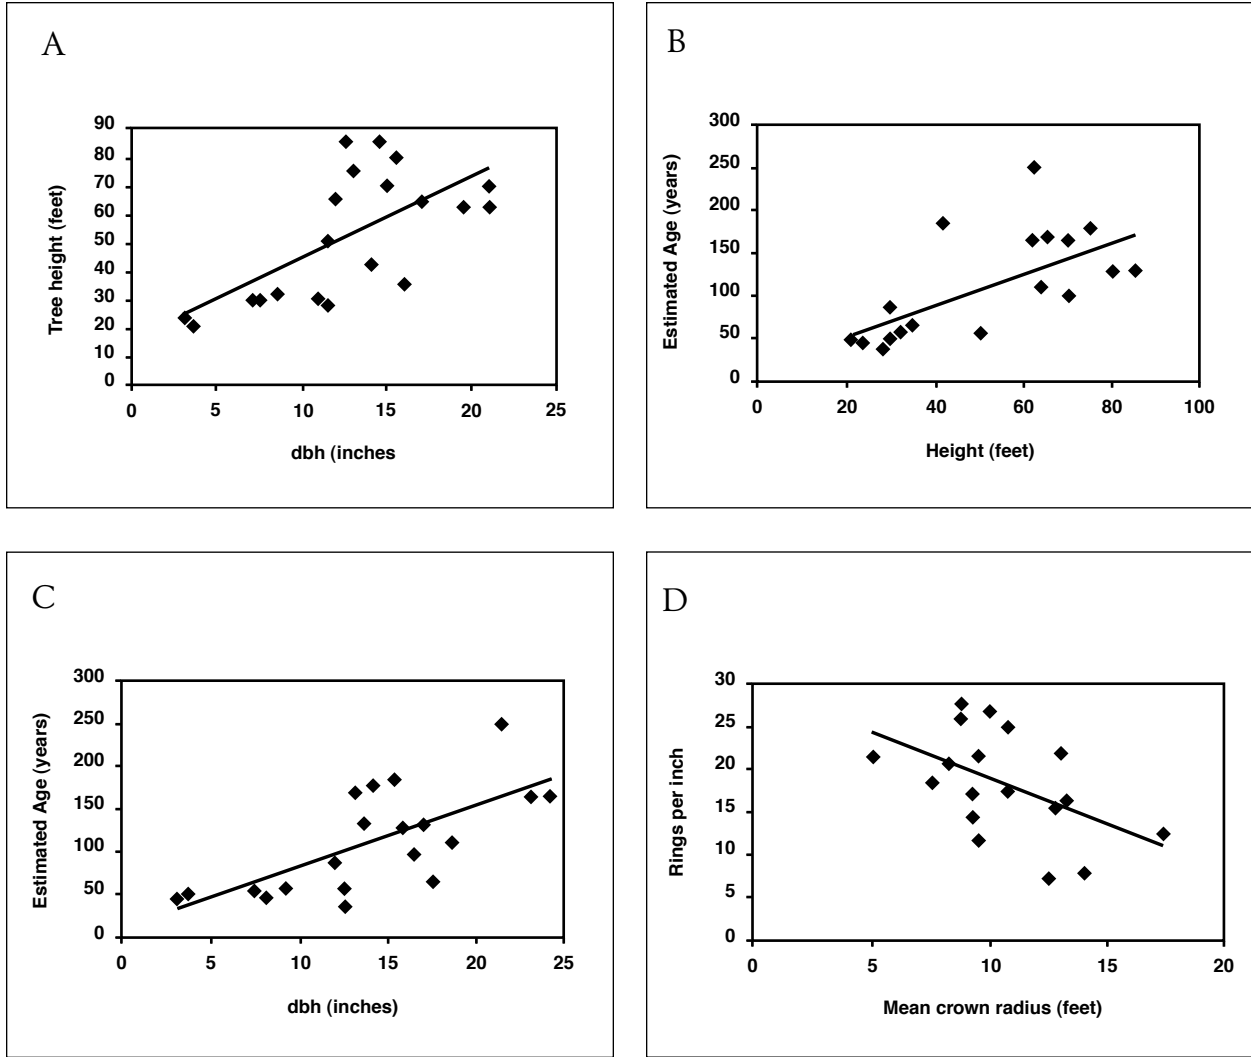 A
90
80
70
60
50
40
30
20
10
0
Tree height (feet)
0 5 10 15 20 25
dbh (inches
B
300
250
200
150
100
50
0
Estimated Age (years)
0 20 40 60 80 100
Height (feet)
C
300
250
200
150
100
50
0
Estimated Age (years)
0 5 10 15 20 25
dbh (inches)
D
30
25
20
15
10
5
0
Rings per inch
0 5 10 15 20
Mean crown radius (feet)